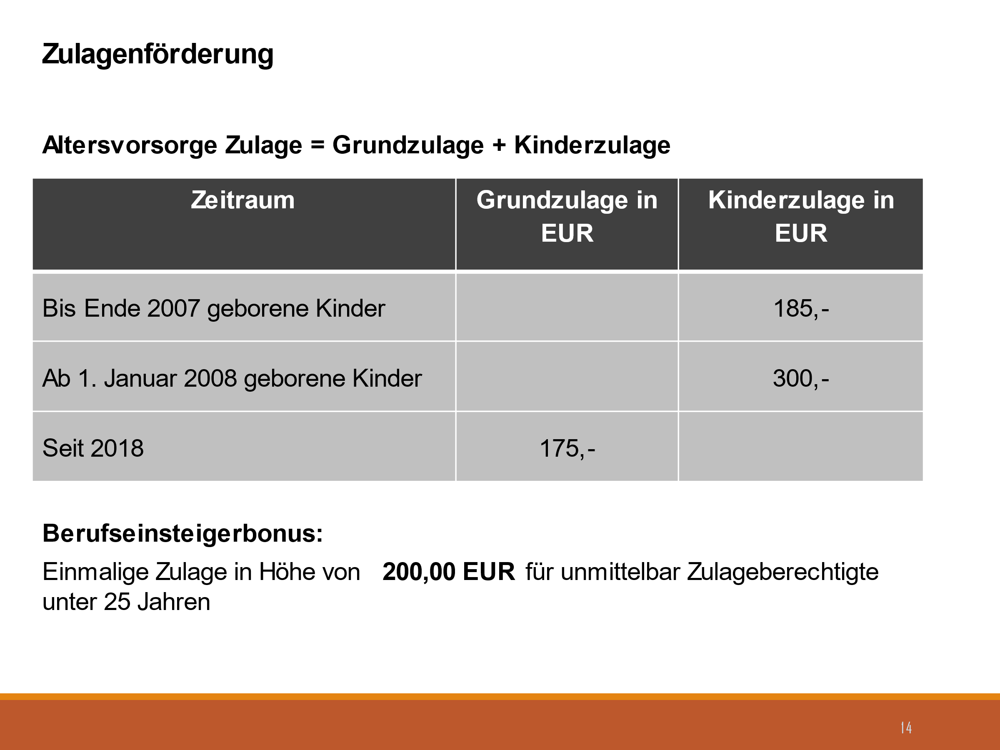 Zulagenförderung
Altersvorsorge Zulage = Grundzulage + Kinderzulage
Zeitraum
Grundzulage in
EUR
Kinderzulage in
EUR
Bis Ende 2007 geborene Kinder
185,-
Ab 1. Januar 2008 geborene Kinder
300,-
Seit 2018
175,-
Berufseinsteigerbonus:
Einmalige Zulage in Höhe von 200,00 EUR für unmittelbar Zulageberechtigte
unter 25 Jahren
14